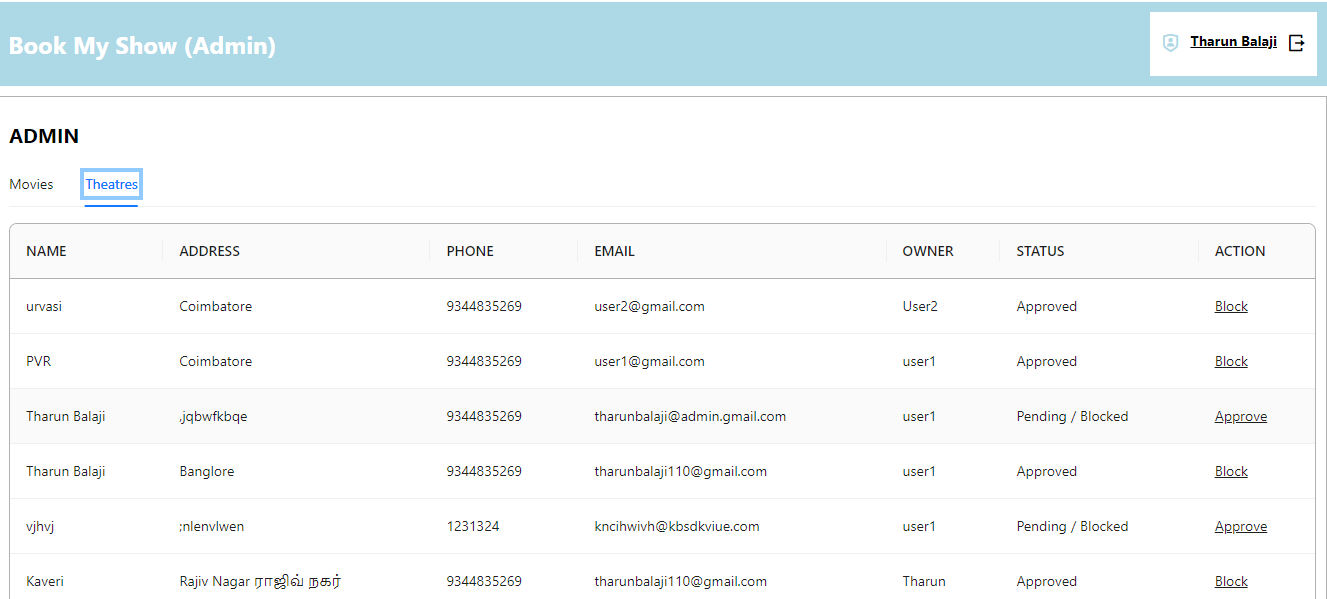 Book My Show (Admin)
Tharun Balaji
ADMIN
Movies Theatres
NAME ADDRESS PHONE EMAIL OWNER STATUS ACTION
urvasi Coimbatore 9344835269 user2@gmail.com User2 Approved Block
PVR Coimbatore 9344835269 user1@gmail.com user1 Approved Block
Tharun Balaji ,jqbwfkbqe 9344835269 tharunbalaji@admin.gmail.com user1 Pending / Blocked Approve
Tharun Balaji Banglore 9344835269 tharunbalaji110@gmail.com user1 Approved Block
vjhvj ;nlenvlwen 1231324 kncihwivh@kbsdkviue.com user1 Pending / Blocked Approve
Kaveri Rajiv Nagar ராஜிவ் நகர் 9344835269 tharunbalaji110@gmail.com Tharun Approved Block